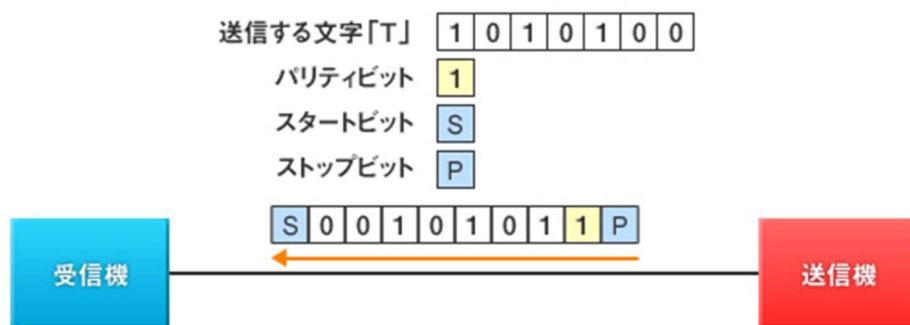 送信する文字「T」 1 0 1 0 1 0 0
パリティビット 1
スタートビット S
ストップビット P
S 0 0 1 0 1 0 1 1 P
受信機
送信機